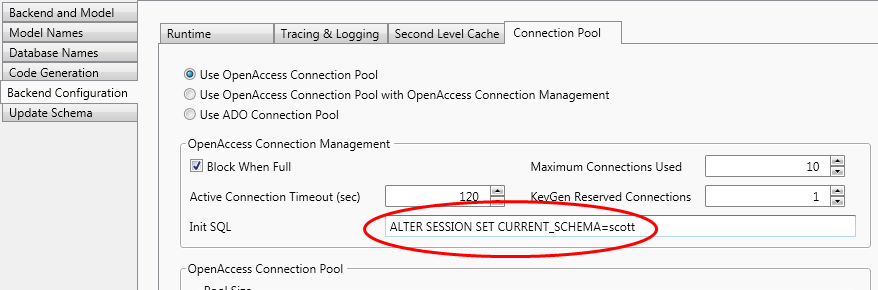 Backend and Model
Model Names
Database Names
Code Generation
Backend Configuration
Update Schema
Runtime
Tracing & Logging
Second Level Cache
Connection Pool
Use OpenAccess Connection Pool
Use OpenAccess Connection Pool with OpenAccess Connection Management
Use ADO Connection Pool
OpenAccess Connection Management
Block When Full
Maximum Connections Used 10
Active Connection Timeout (sec) 120
KeyGen Reserved Connections 1
Init SQL ALTER SESSION SET CURRENT_SCHEMA=scott
OpenAccess Connection Pool
Pool Size